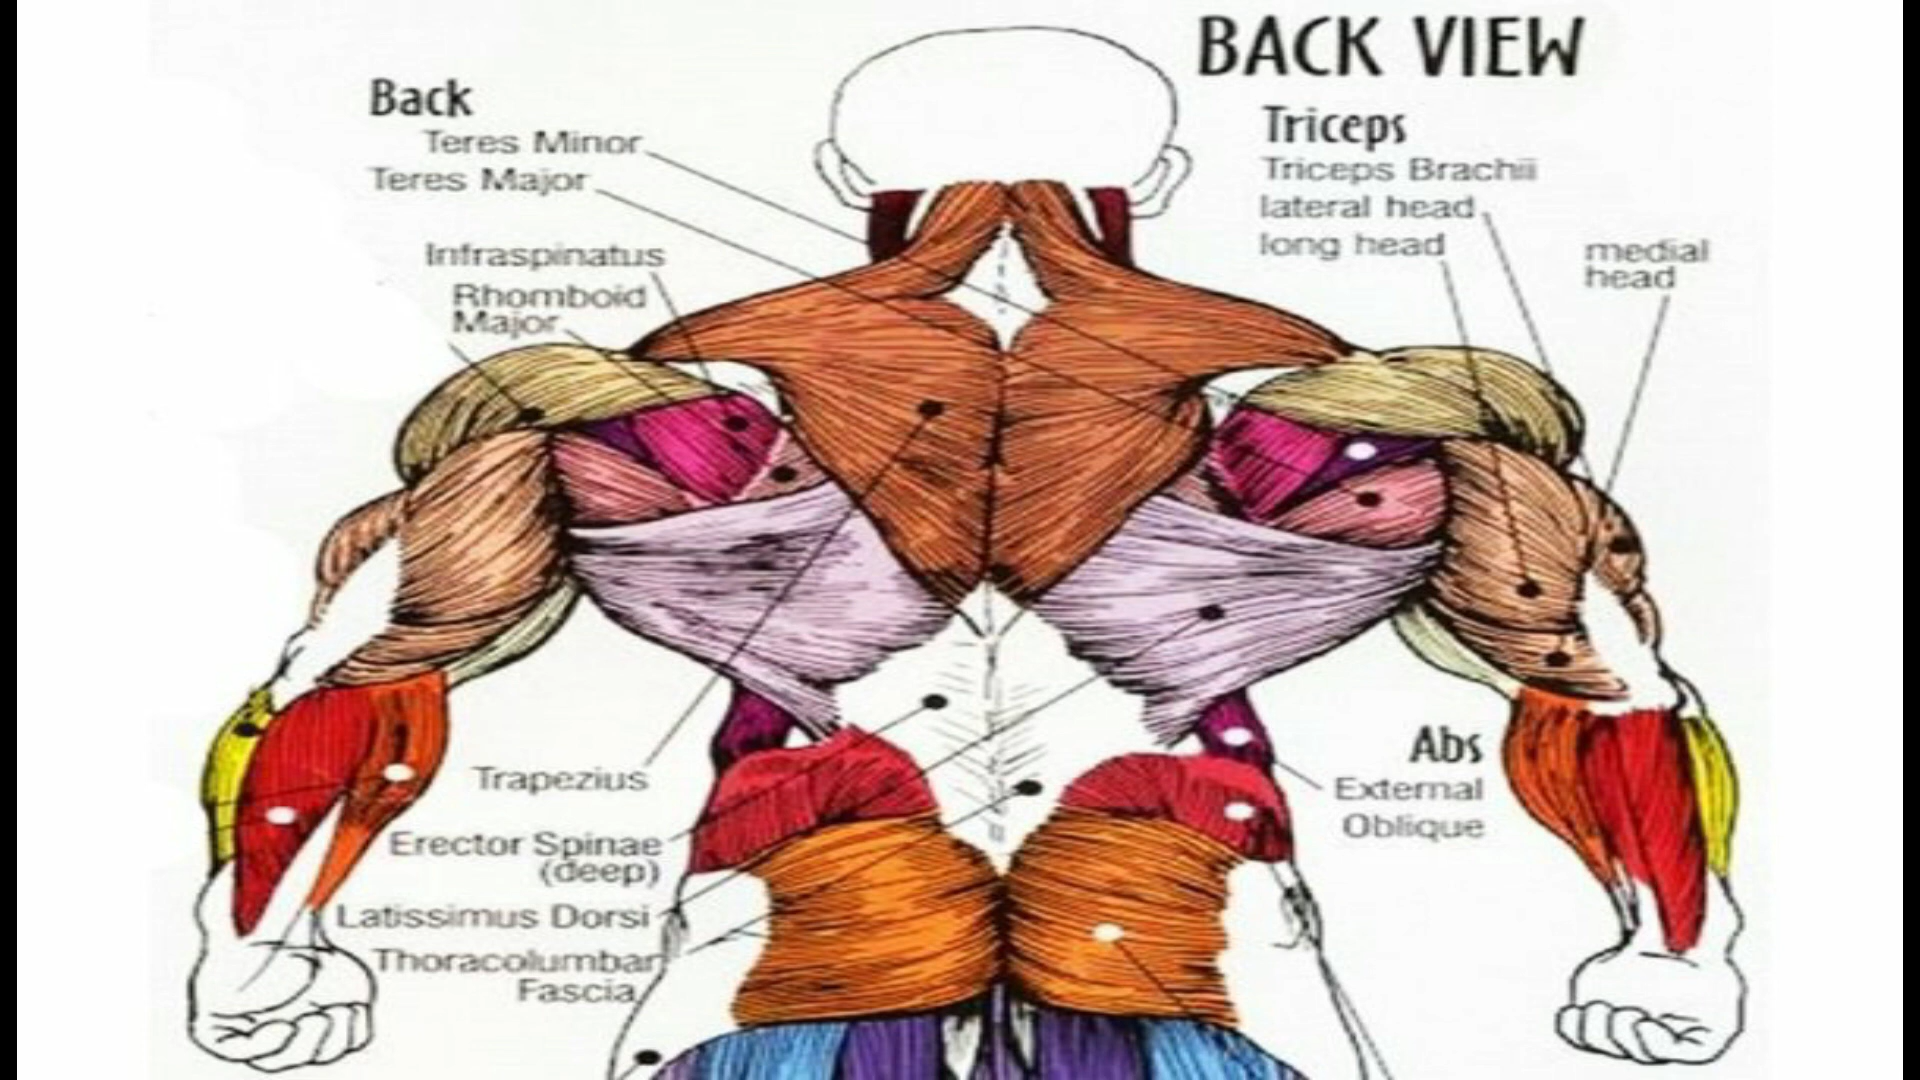 BACK VIEW
Back
Teres Minor
Teres Major
Infraspinatus
Rhomboid
Major
Triceps
Triceps Brachii
lateral head
long head
medial
head
Trapezius
Erector Spinae
(deep)
Latissimus Dorsi
Thoracolumbar
Fascia
Abs
External
Oblique